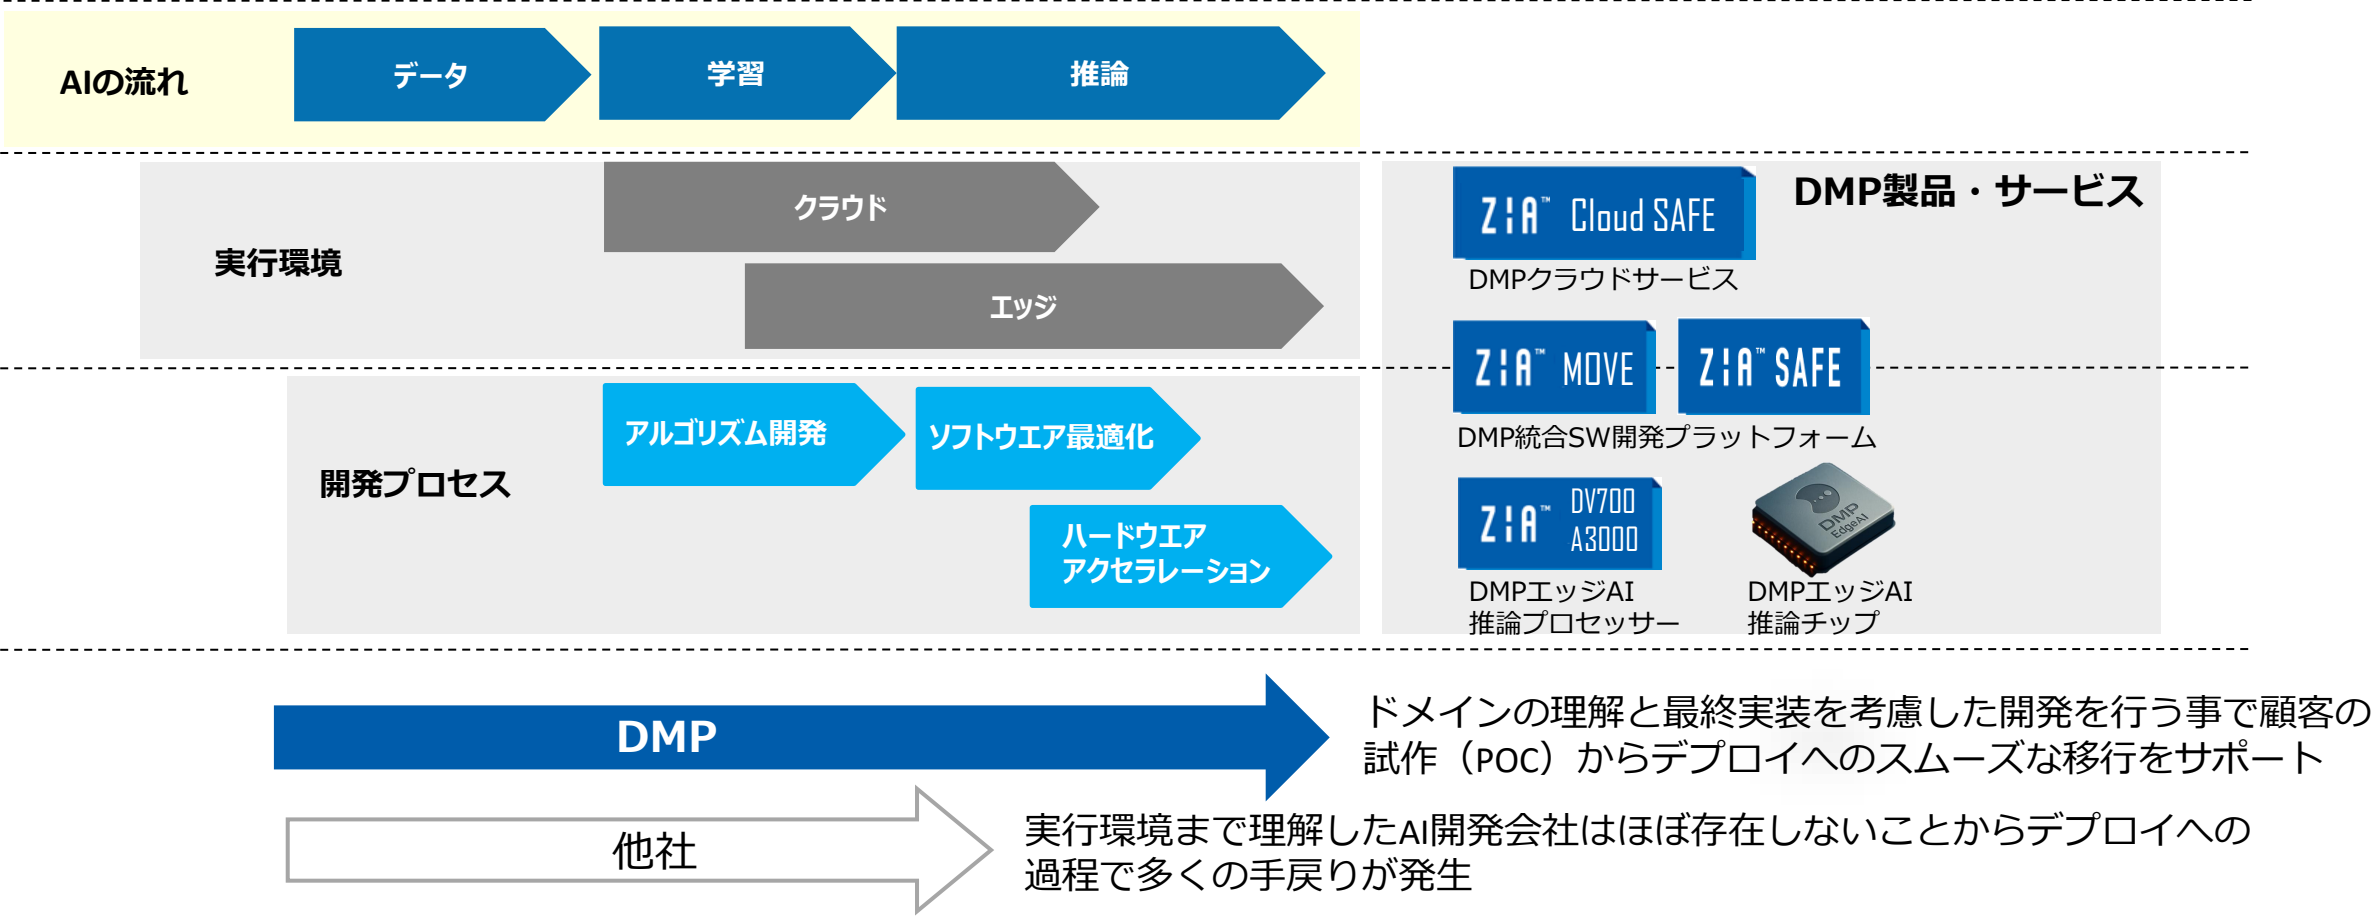 AIの流れ
データ
学習
推論
実行環境
クラウド
エッジ
DMP製品・サービス
ZIA™ Cloud SAFE
DMPクラウドサービス
ZIA™ MOVE
ZIA™ SAFE
DMP統合SW開発プラットフォーム
開発プロセス
アルゴリズム開発
ソフトウエア最適化
ハードウエア
アクセラレーション
ZIA™ DV700
A3000
DMPエッジAI
推論プロセッサー
DMP
EdgeAI
DMPエッジAI
推論チップ
DMP
ドメインの理解と最終実装を考慮した開発を行う事で顧客の
試作（POC）からデプロイへのスムーズな移行をサポート
他社
実行環境まで理解したAI開発会社はほぼ存在しないことからデプロイへの
過程で多くの手戻りが発生